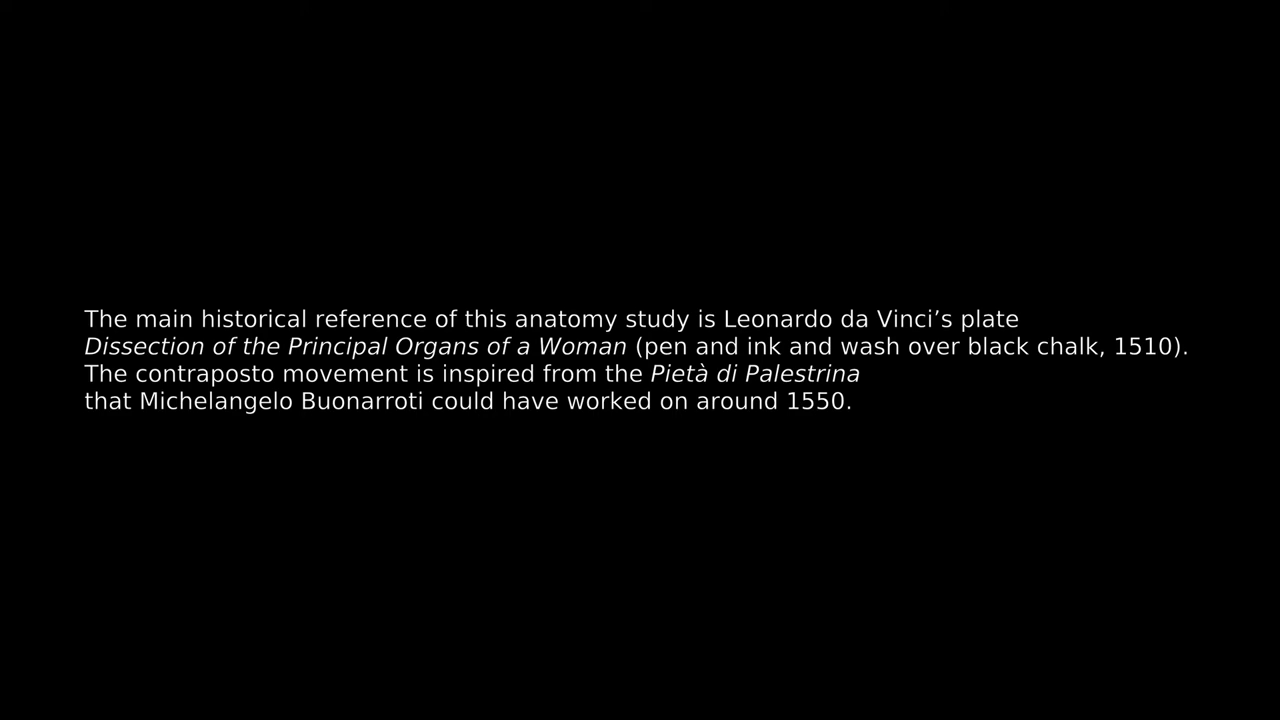 The main historical reference of this anatomy study is Leonardo da Vinci’s plate
Dissection of the Principal Organs of a Woman (pen and ink and wash over black chalk, 1510).
The contraposto movement is inspired from the Pietà di Palestrina
that Michelangelo Buonarroti could have worked on around 1550.